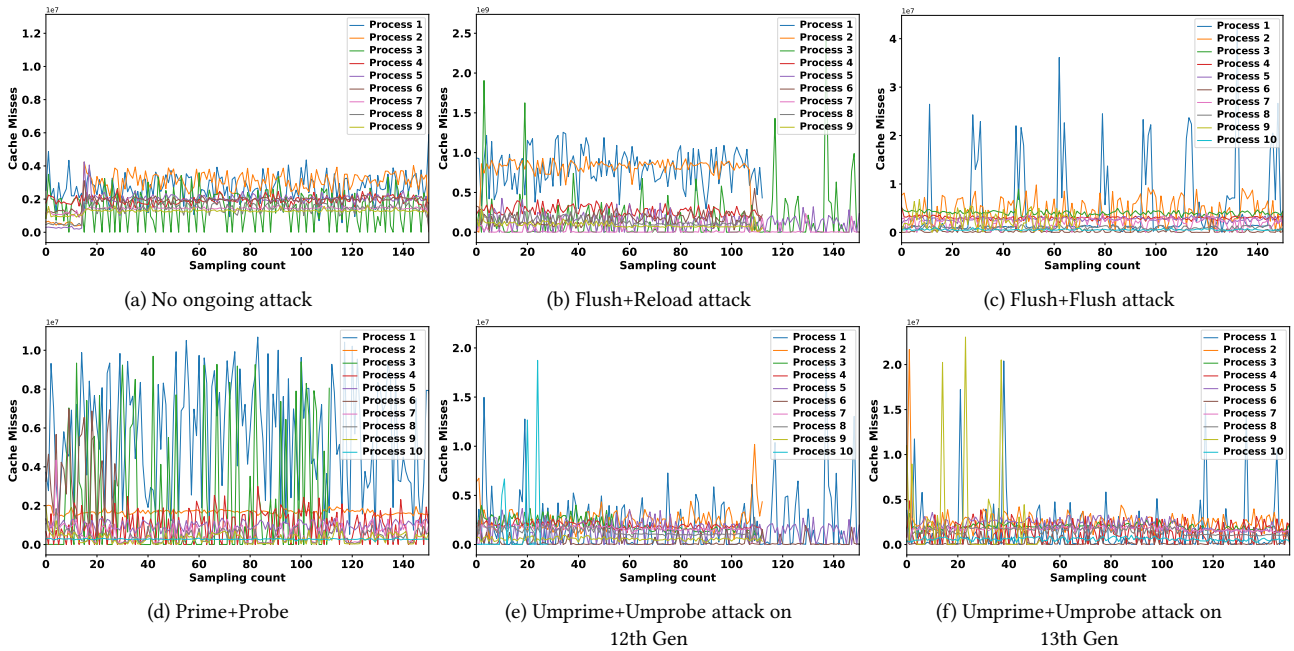 1e7
Cache Misses
1.2
1.0
0.8
0.6
0.4
0.2
0.0
Process 1
Process 2
Process 3
Process 4
Process 5
Process 6
Process 7
Process 8
Process 9
0 20 40 60 80 100 120 140
Sampling count
(a) No ongoing attack
1e9
Cache Misses
2.5
2.0
1.5
1.0
0.5
0.0
Process 1
Process 2
Process 3
Process 4
Process 5
Process 6
Process 7
Process 8
Process 9
0 20 40 60 80 100 120 140
Sampling count
(b) Flush+Reload attack
1e7
Cache Misses
4
3
2
1
0
Process 1
Process 2
Process 3
Process 4
Process 5
Process 6
Process 7
Process 8
Process 9
Process 10
0 20 40 60 80 100 120 140
Sampling count
(c) Flush+Flush attack
1e7
Cache Misses
1.0
0.8
0.6
0.4
0.2
0.0
Process 1
Process 2
Process 3
Process 4
Process 5
Process 6
Process 7
Process 8
Process 9
Process 10
0 20 40 60 80 100 120 140
Sampling count
(d) Prime+Probe
1e7
Cache Misses
2.0
1.5
1.0
0.5
0.0
Process 1
Process 2
Process 3
Process 4
Process 5
Process 6
Process 7
Process 8
Process 9
Process 10
0 20 40 60 80 100 120 140
Sampling count
(e) Umprime+Umprobe attack on
12th Gen
1e7
Cache Misses
2.0
1.5
1.0
0.5
0.0
Process 1
Process 2
Process 3
Process 4
Process 5
Process 6
Process 7
Process 8
Process 9
Process 10
0 20 40 60 80 100 120 140
Sampling count
(f) Umprime+Umprobe attack on
13th Gen